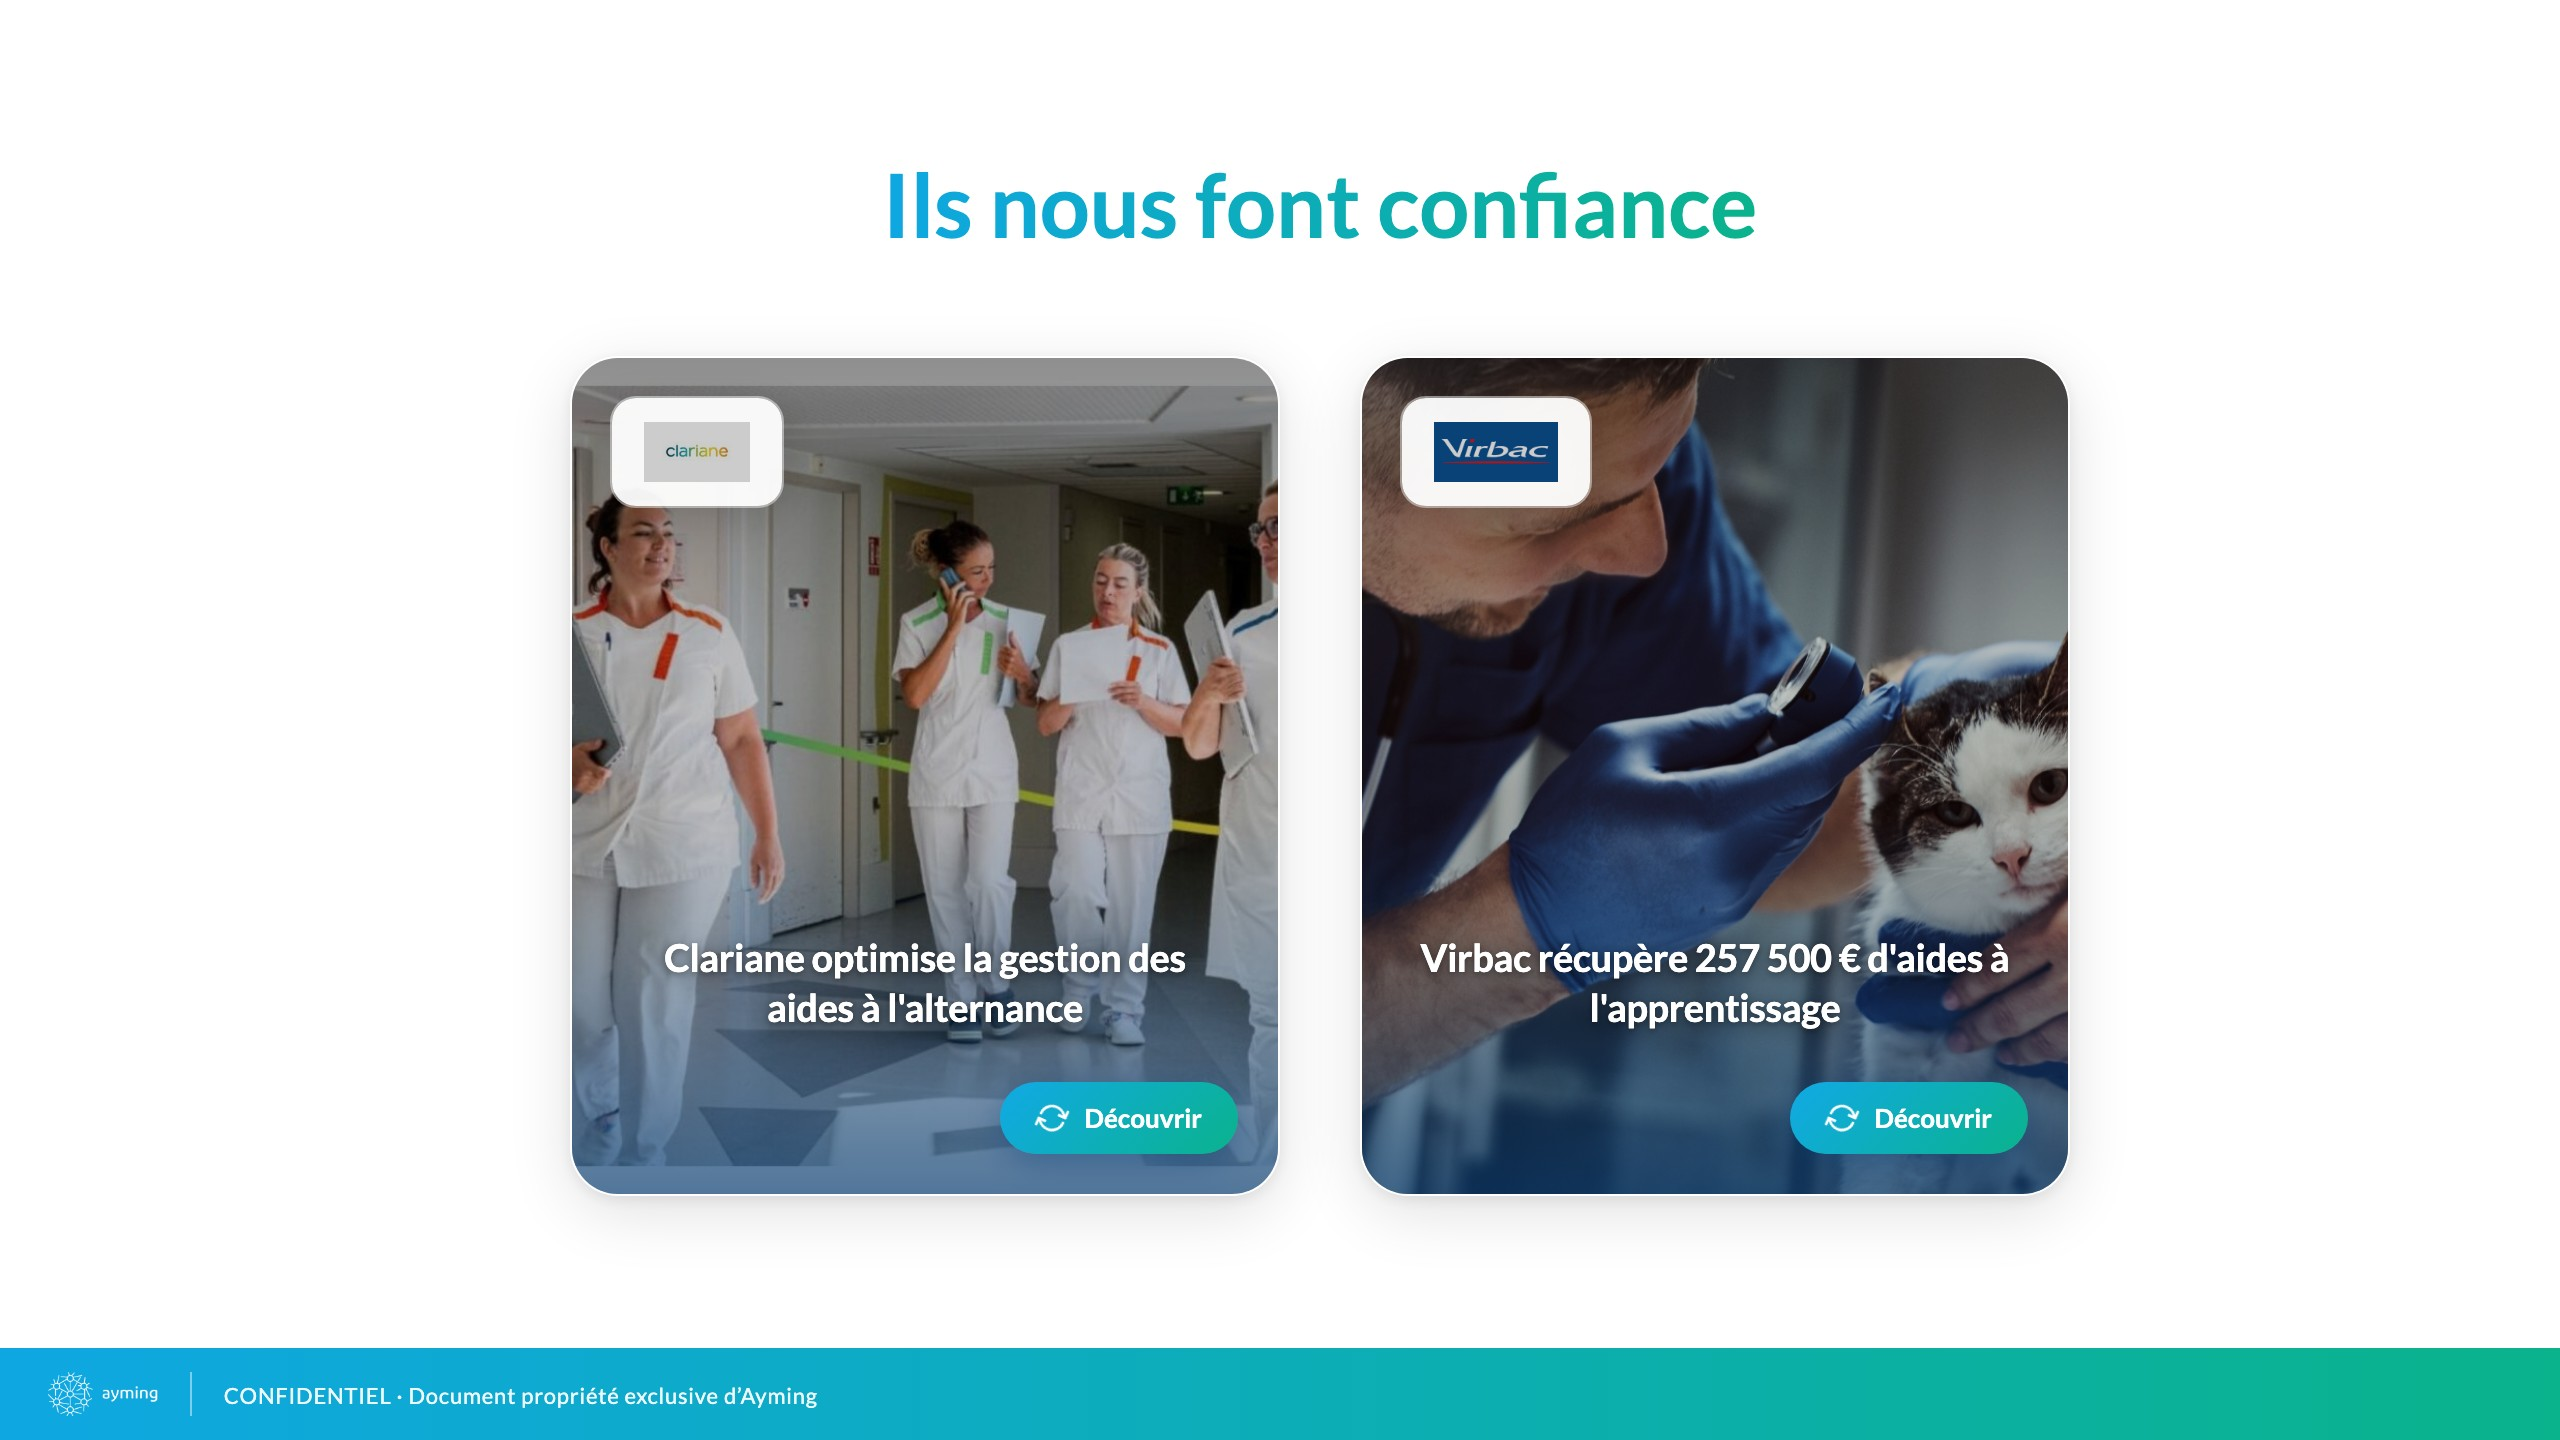 Ils nous font confiance
clariane
Virbac
Clariane optimise la gestion des
aides à l'alternance
Virbac récupère 257 500 € d'aides à
l'apprentissage
Découvrir
Découvrir
ayming
CONFIDENTIEL · Document propriété exclusive d’Ayming